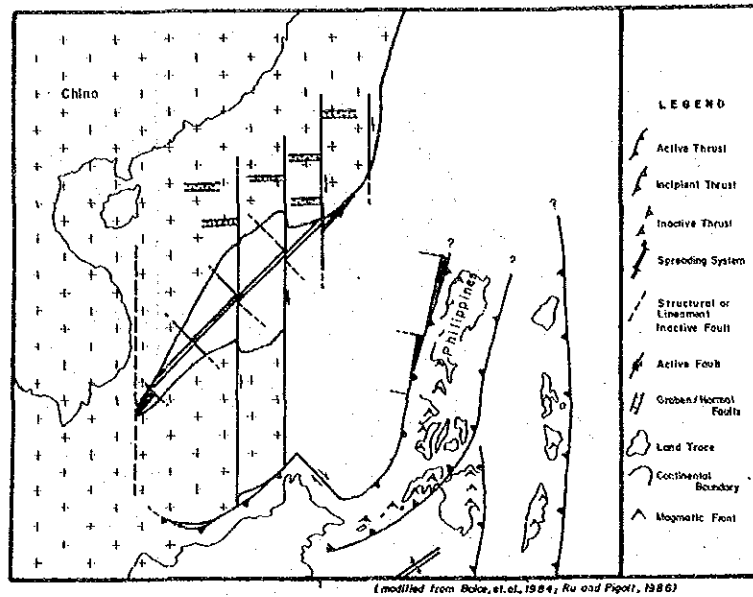 China
?
?
?
Philippines
LEGEND
Active Thrust
Incipient Thrust
Inactive Thrust
Spreading System
Structural or
Lineament
Inactive Fault
Active Fault
Graben/Normal
Faults
Land Trace
Continental
Boundary
Magmatic Front
(modified from Balce, et.al., 1984; Ru and Pigott, 1986)